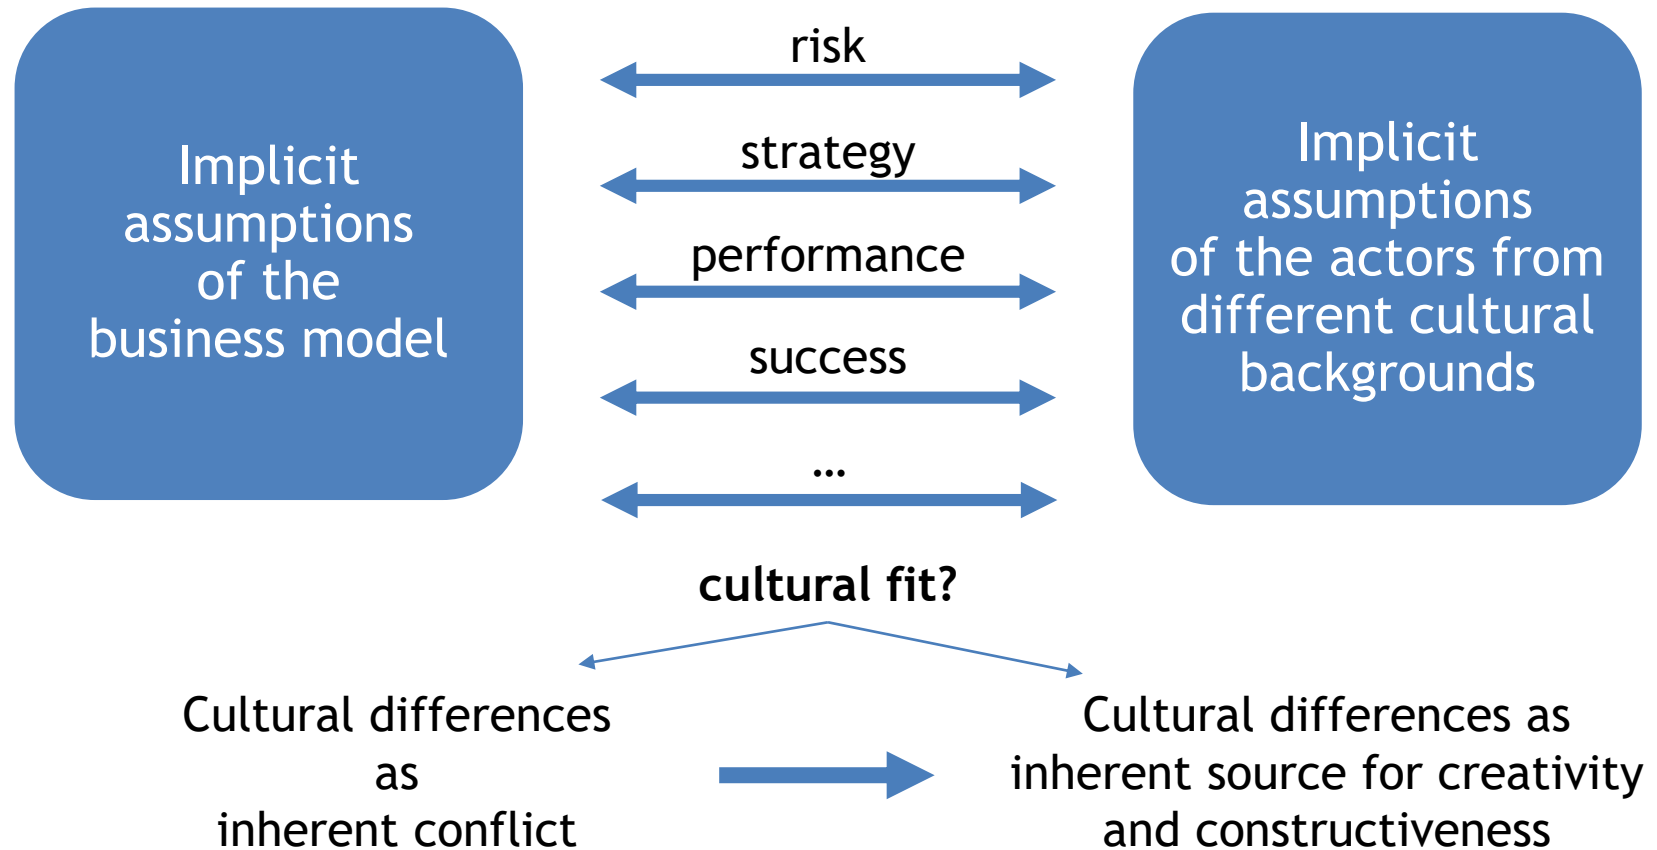 Implicit
assumptions
of the
business model
risk
strategy
performance
success
...
Implicit
assumptions
of the actors from
different cultural
backgrounds
cultural fit?
Cultural differences
as
inherent conflict
Cultural differences as
inherent source for creativity
and constructiveness